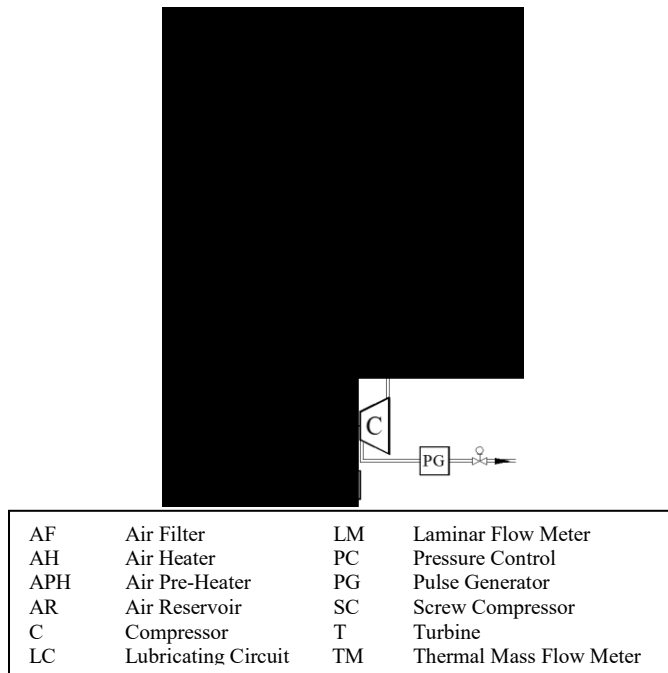 C
PG
AF Air Filter LM Laminar Flow Meter
AH Air Heater PC Pressure Control
APH Air Pre-Heater PG Pulse Generator
AR Air Reservoir SC Screw Compressor
C Compressor T Turbine
LC Lubricating Circuit TM Thermal Mass Flow Meter